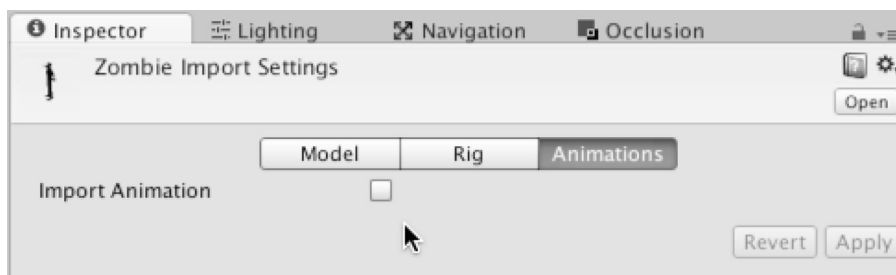 Inspector Lighting Navigation Occlusion
Zombie Import Settings
Open
Model Rig Animations
Import Animation
Revert Apply